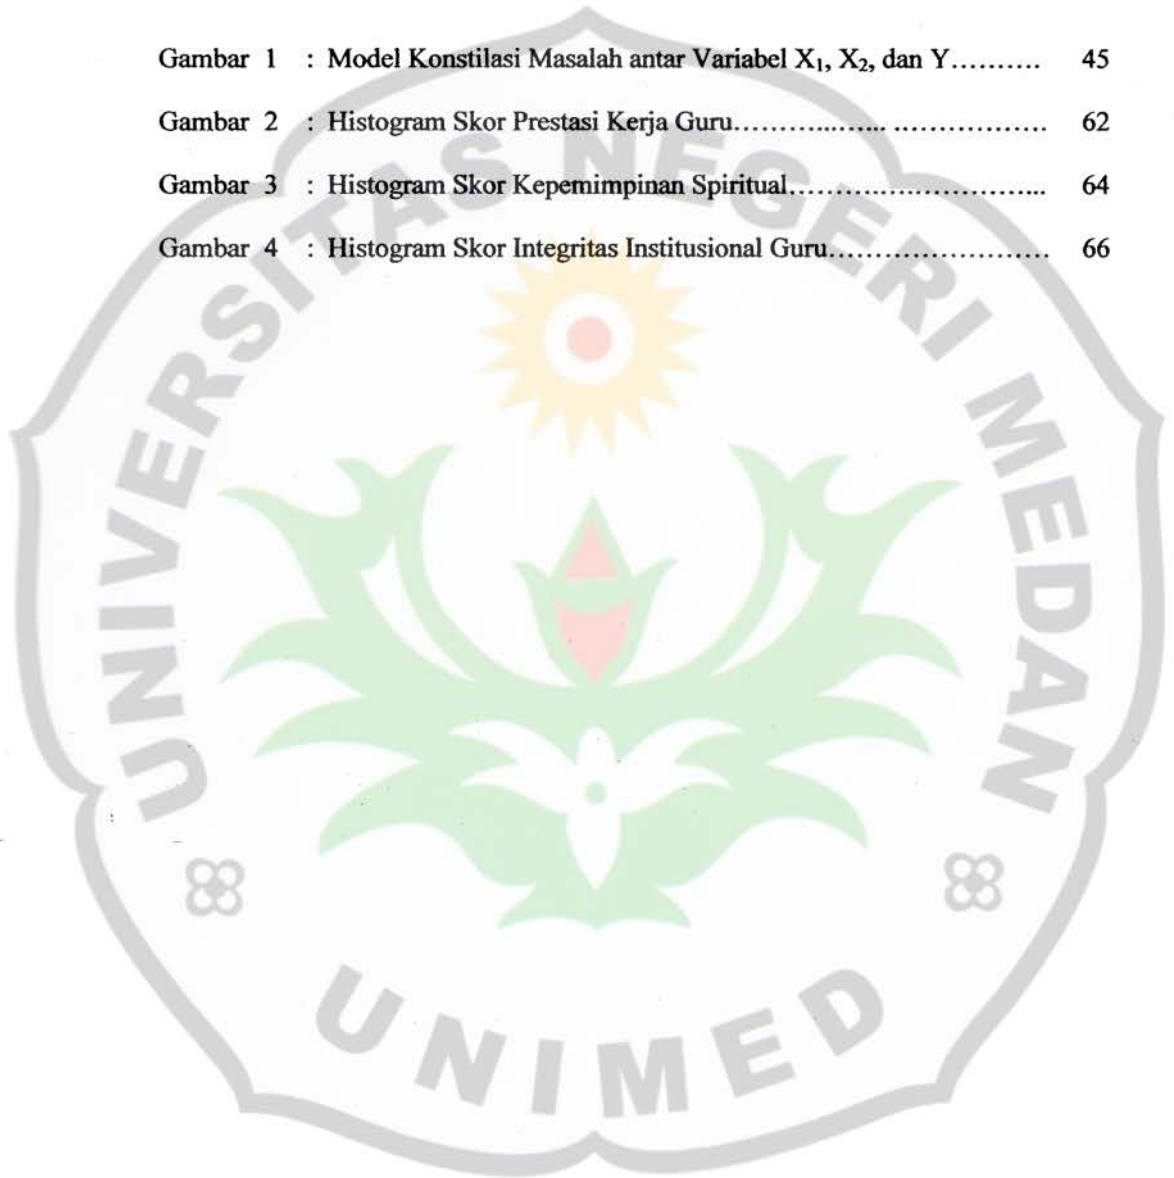 Gambar 1 : Model Konstilasi Masalah antar Variabel X₁, X₂, dan Y.......... 45
Gambar 2 : Histogram Skor Prestasi Kerja Guru.................................. 62
Gambar 3 : Histogram Skor Kepemimpinan Spiritual............................ 64
Gambar 4 : Histogram Skor Integritas Institusional Guru........................ 66
UNIVERSITAS NEGERI MEDAN
UNIMED